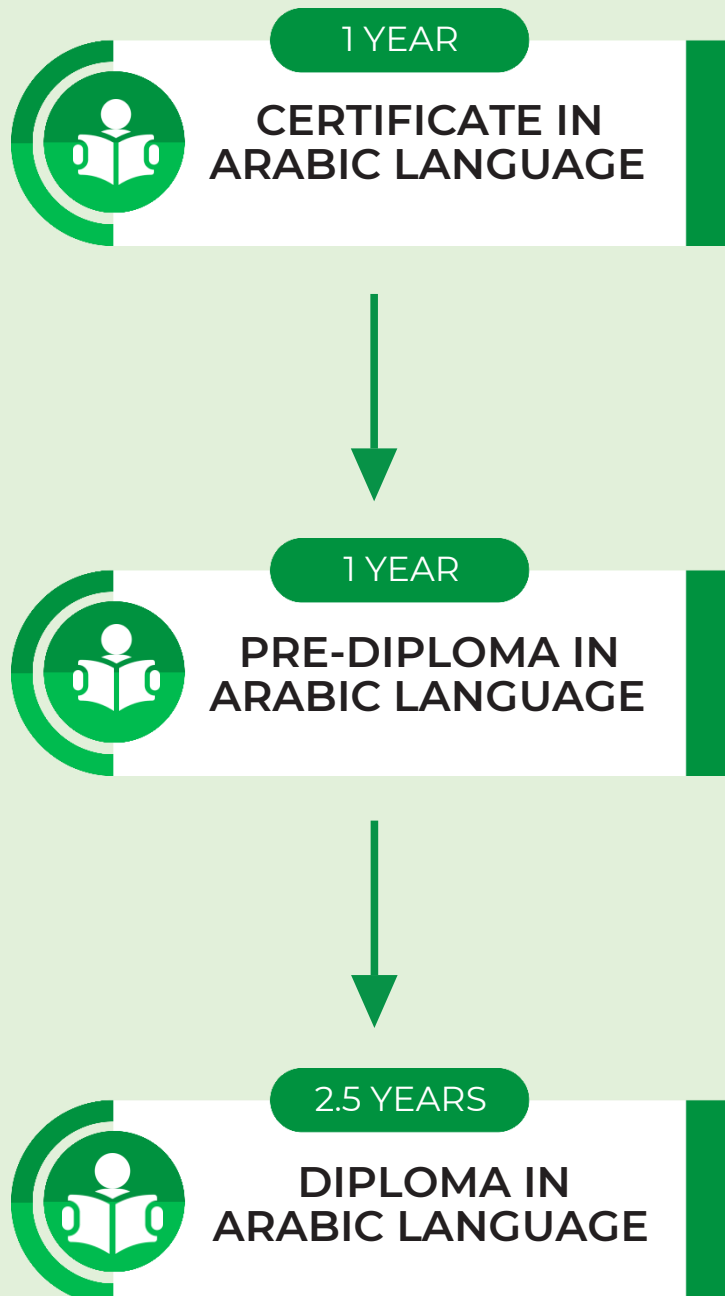 1 YEAR
CERTIFICATE IN
ARABIC LANGUAGE
1 YEAR
PRE-DIPLOMA IN
ARABIC LANGUAGE
2.5 YEARS
DIPLOMA IN
ARABIC LANGUAGE